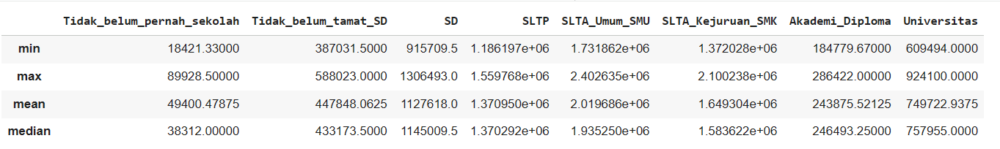 Tidak_belum_pernah_sekolah Tidak_belum_tamat_SD SD SLTP SLTA_Umum_SMU SLTA_Kejuruan_SMK Akademi_Diploma Universitas
min 18421.33000 387031.5000 915709.5 1.186197e+06 1.731862e+06 1.372028e+06 184779.67000 609494.0000
max 89928.50000 588023.0000 1306493.0 1.559768e+06 2.402635e+06 2.100238e+06 286422.00000 924100.0000
mean 49400.47875 447848.0625 1127618.0 1.370950e+06 2.019686e+06 1.649304e+06 243875.52125 749722.9375
median 38312.00000 433173.5000 1145009.5 1.370292e+06 1.935250e+06 1.583622e+06 246493.25000 757955.0000